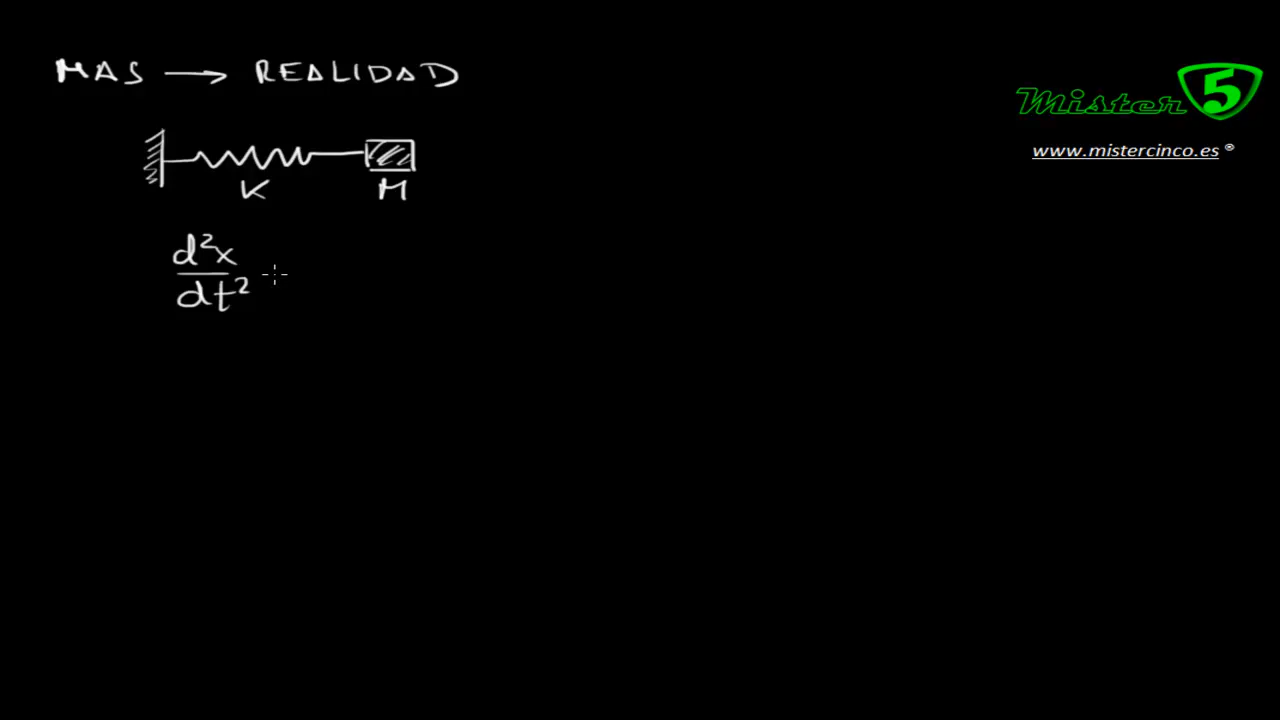 MAS → REALIDAD
Mister 5
www.mistercinco.es ®
K M
d²x
dt²